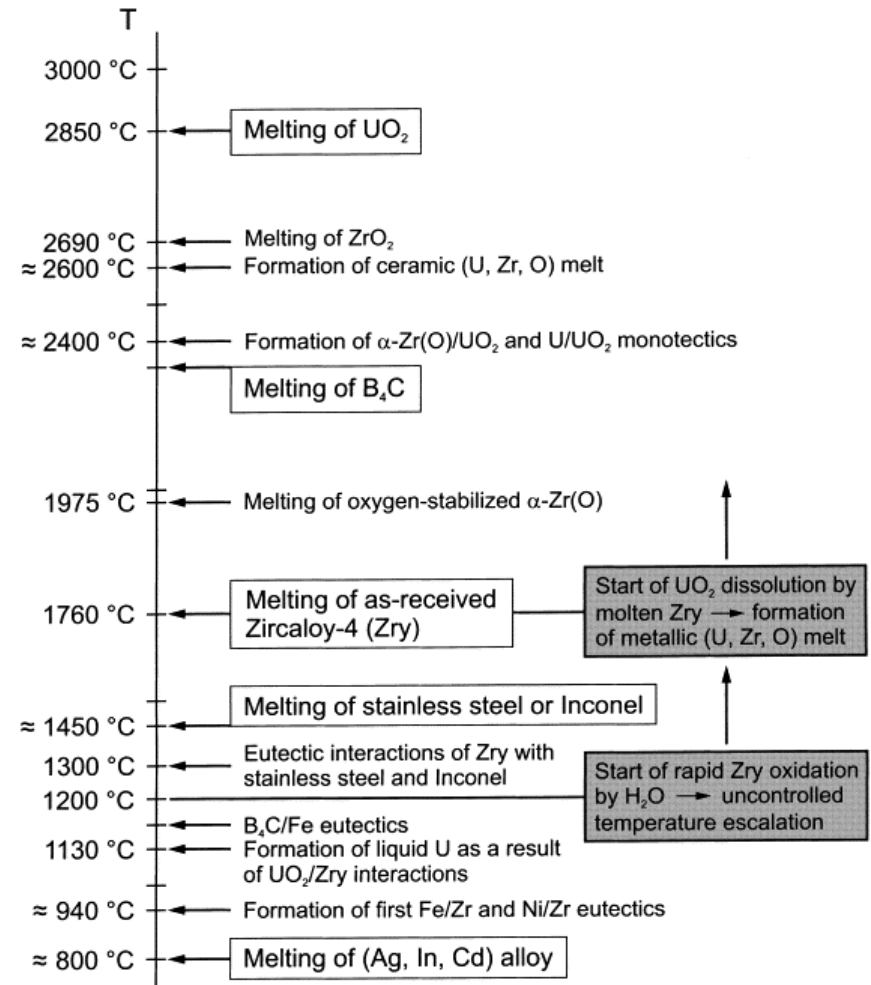 T
3000 °C
2850 °C
Melting of UO₂
2690 °C
Melting of ZrO₂
≈ 2600 °C
Formation of ceramic (U, Zr, O) melt
≈ 2400 °C
Formation of α-Zr(O)/UO₂ and U/UO₂ monotectics
Melting of B₄C
1975 °C
Melting of oxygen-stabilized α-Zr(O)
1760 °C
Melting of as-received
Zircaloy-4 (Zry)
Start of UO₂ dissolution by
molten Zry → formation
of metallic (U, Zr, O) melt
Melting of stainless steel or Inconel
≈ 1450 °C
1300 °C
Eutectic interactions of Zry with
stainless steel and Inconel
1200 °C
Start of rapid Zry oxidation
by H₂O → uncontrolled
temperature escalation
B₄C/Fe eutectics
1130 °C
Formation of liquid U as a result
of UO₂/Zry interactions
≈ 940 °C
Formation of first Fe/Zr and Ni/Zr eutectics
≈ 800 °C
Melting of (Ag, In, Cd) alloy